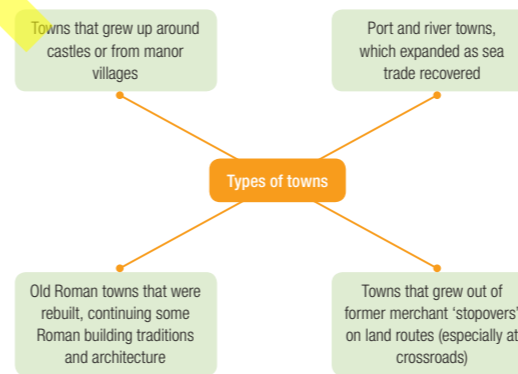 Towns that grew up around
castles or from manor
villages
Port and river towns,
which expanded as sea
trade recovered
Types of towns
Old Roman towns that were
rebuilt, continuing some
Roman building traditions
and architecture
Towns that grew out of
former merchant ‘stopovers’
on land routes (especially at
crossroads)